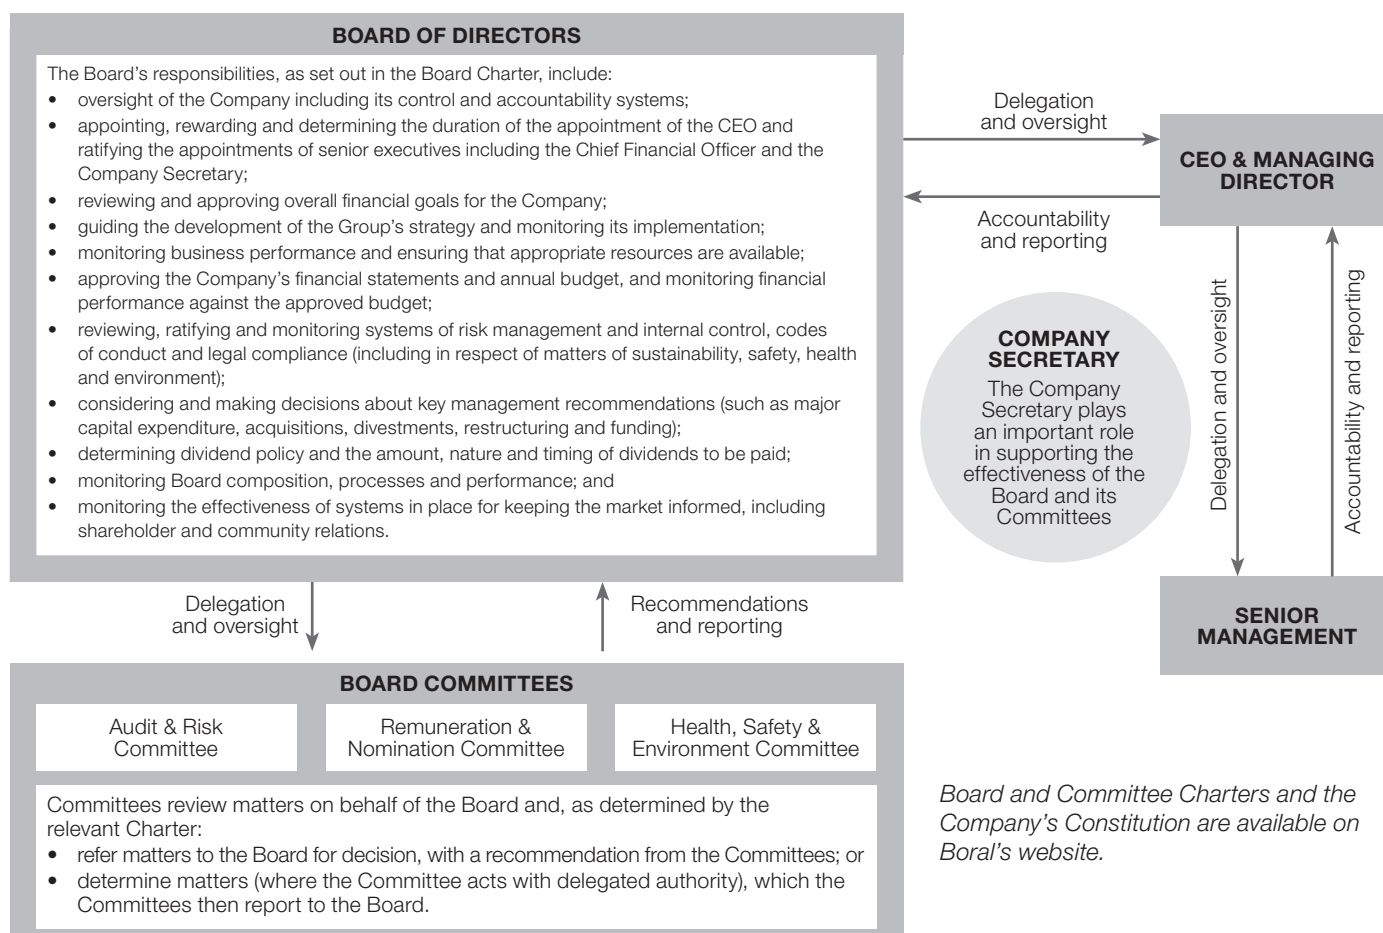 BOARD OF DIRECTORS
The Board’s responsibilities, as set out in the Board Charter, include:
• oversight of the Company including its control and accountability systems;
• appointing, rewarding and determining the duration of the appointment of the CEO and
ratifying the appointments of senior executives including the Chief Financial Officer and the
Company Secretary;
• reviewing and approving overall financial goals for the Company;
• guiding the development of the Group’s strategy and monitoring its implementation;
• monitoring business performance and ensuring that appropriate resources are available;
• approving the Company’s financial statements and annual budget, and monitoring financial
performance against the approved budget;
• reviewing, ratifying and monitoring systems of risk management and internal control, codes
of conduct and legal compliance (including in respect of matters of sustainability, safety, health
and environment);
• considering and making decisions about key management recommendations (such as major
capital expenditure, acquisitions, divestments, restructuring and funding);
• determining dividend policy and the amount, nature and timing of dividends to be paid;
• monitoring Board composition, processes and performance; and
• monitoring the effectiveness of systems in place for keeping the market informed, including
shareholder and community relations.
Delegation
and oversight
Accountability
and reporting
CEO & MANAGING
DIRECTOR
COMPANY
SECRETARY
The Company
Secretary plays
an important role
in supporting the
effectiveness of the
Board and its
Committees
Delegation and oversight
Accountability and reporting
SENIOR
MANAGEMENT
Delegation
and oversight
Recommendations
and reporting
BOARD COMMITTEES
Audit & Risk
Committee
Remuneration &
Nomination Committee
Health, Safety &
Environment Committee
Committees review matters on behalf of the Board and, as determined by the
relevant Charter:
• refer matters to the Board for decision, with a recommendation from the Committees; or
• determine matters (where the Committee acts with delegated authority), which the
Committees then report to the Board.
Board and Committee Charters and the
Company’s Constitution are available on
Boral’s website.